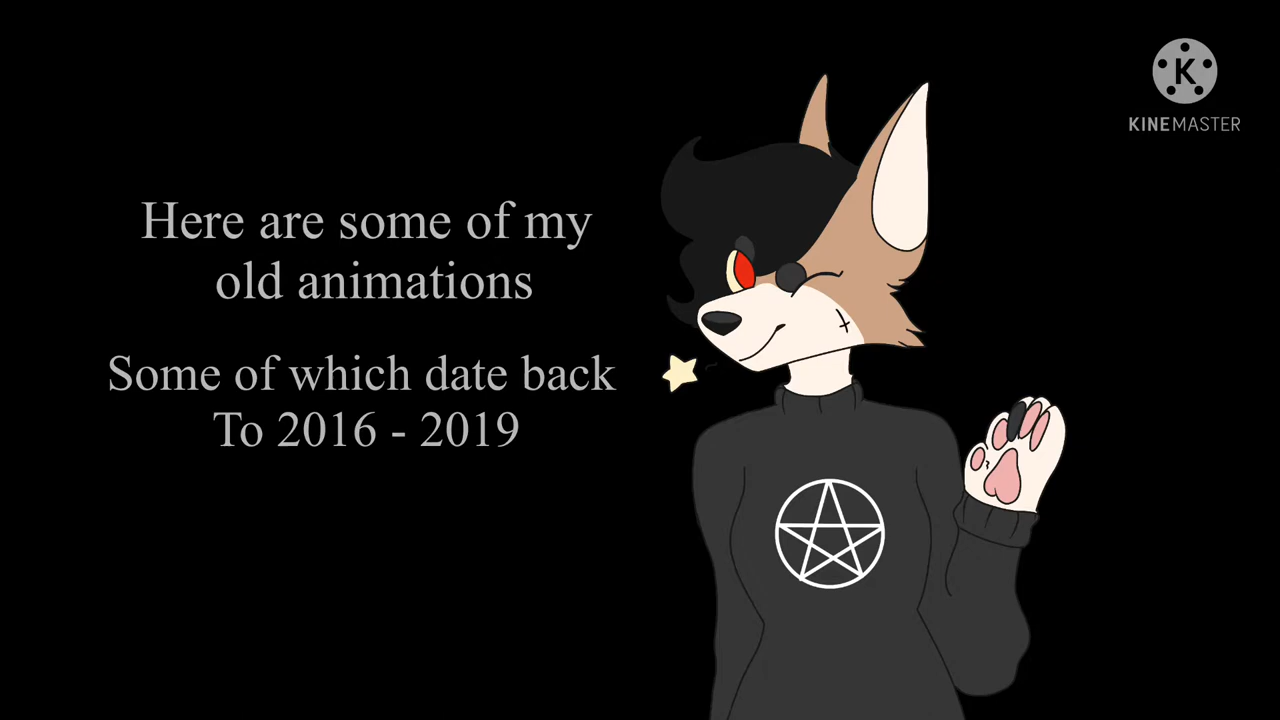 Here are some of my
old animations
Some of which date back
To 2016 - 2019
K
KINEMASTER